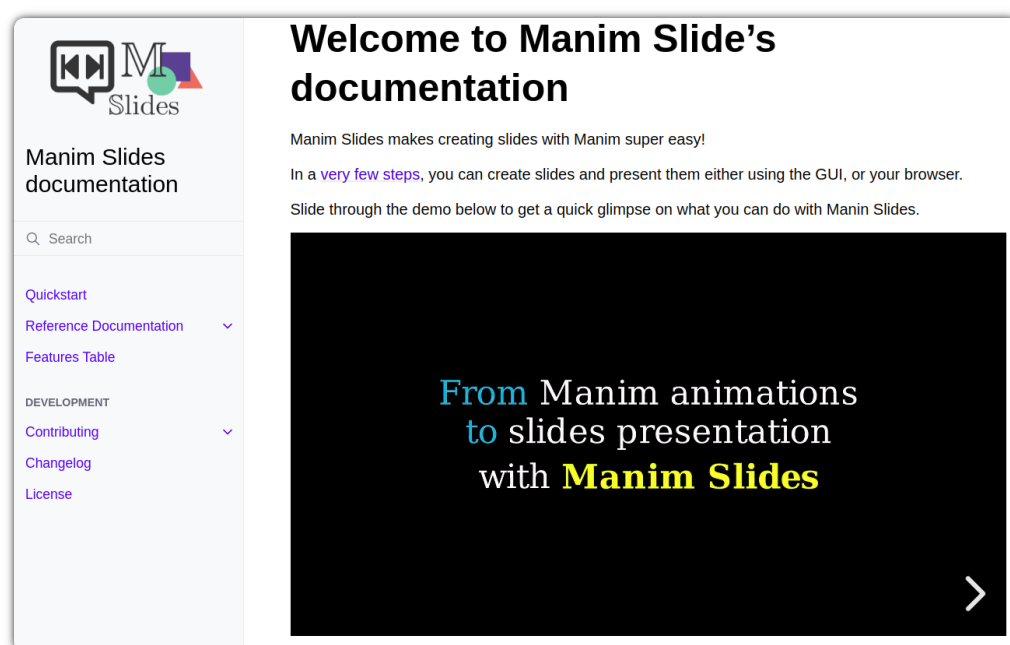 M
Slides
Manim Slides
documentation
Search
Quickstart
Reference Documentation
Features Table
DEVELOPMENT
Contributing
Changelog
License
Welcome to Manim Slide’s
documentation
Manim Slides makes creating slides with Manim super easy!
In a very few steps, you can create slides and present them either using the GUI, or your browser.
Slide through the demo below to get a quick glimpse on what you can do with Manin Slides.
From Manim animations
to slides presentation
with Manim Slides